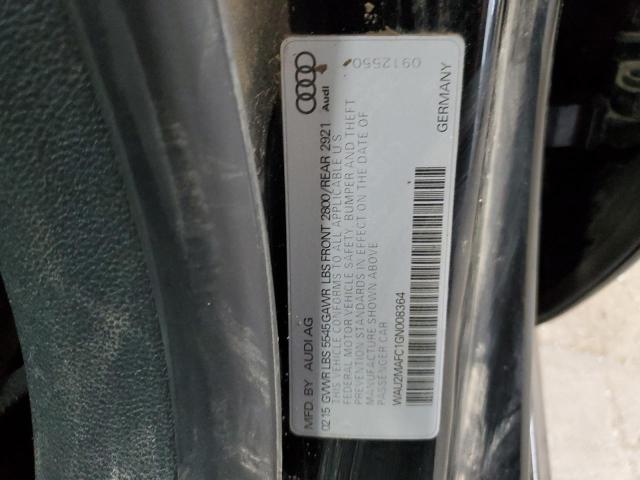 MFD. BY AUDI AG
02 15 GVWR LBS 5545 GAWR LBS FRONT 2800/REAR 2921
THIS VEHICLE CONFORMS TO ALL APPLICABLE U S
FEDERAL MOTOR VEHICLE SAFETY, BUMPER AND THEFT
PREVENTION STANDARDS IN EFFECT ON THE DATE OF
MANUFACTURE SHOWN ABOVE
PASSENGER CAR
WAU2MAFC1GN008364
Audi
0912550
GERMANY